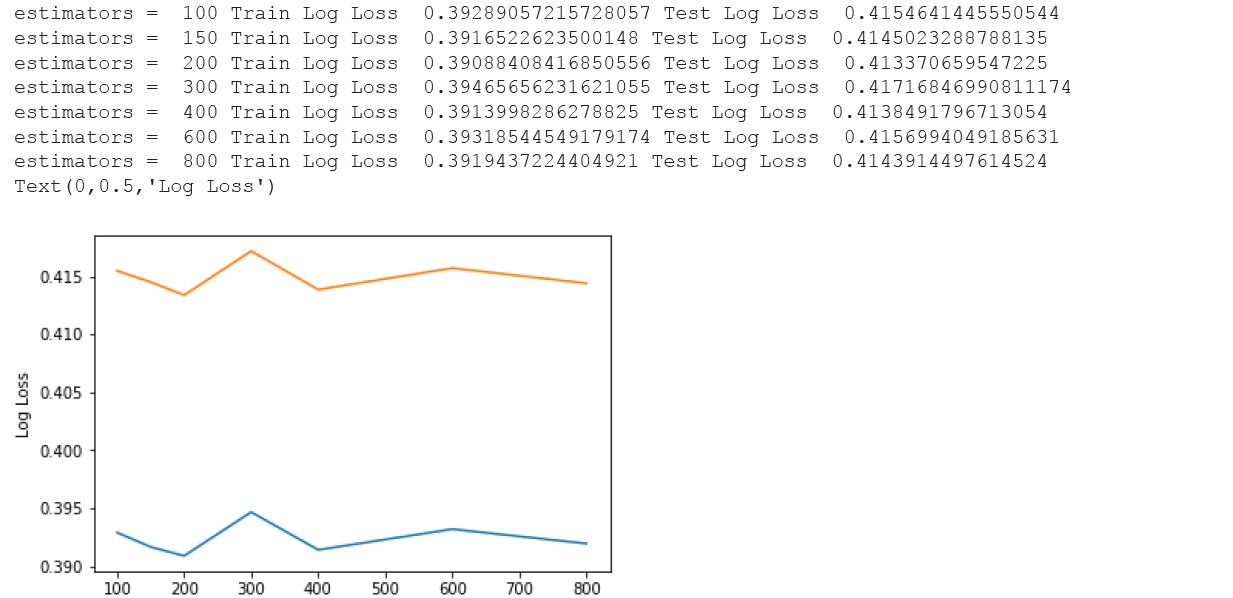 estimators =  100 Train Log Loss  0.39289057215728057 Test Log Loss  0.4154641445550544
estimators =  150 Train Log Loss  0.3916522623500148 Test Log Loss  0.4145023288788135
estimators =  200 Train Log Loss  0.39088408416850556 Test Log Loss  0.413370659547225
estimators =  300 Train Log Loss  0.39465656231621055 Test Log Loss  0.41716846990811174
estimators =  400 Train Log Loss  0.3913998286278825 Test Log Loss  0.4138491796713054
estimators =  600 Train Log Loss  0.39318544549179174 Test Log Loss  0.4156994049185631
estimators =  800 Train Log Loss  0.3919437224404921 Test Log Loss  0.4143914497614524
Text(0,0.5,'Log Loss')
0.415
0.410
0.405
0.400
0.395
0.390
Log Loss
100 200 300 400 500 600 700 800